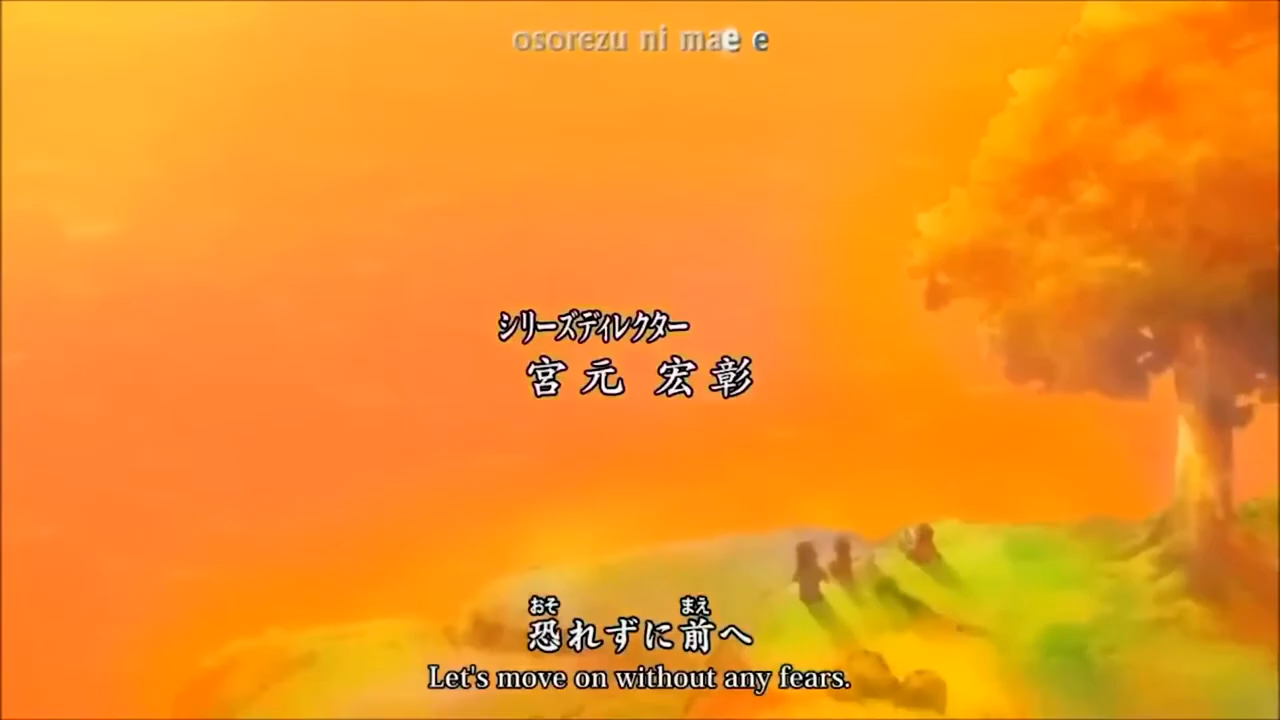 osorezu ni mae e
シリーズディレクター
宮元 宏彰
おそ まえ
恐れずに前へ
Let's move on without any fears.